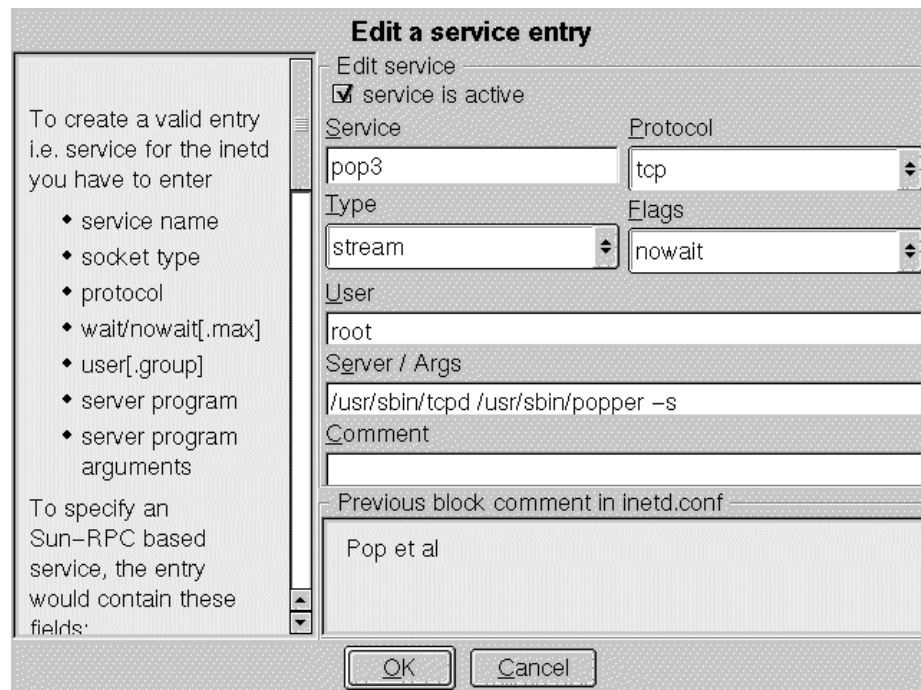 Edit a service entry
To create a valid entry
i.e. service for the inetd
you have to enter
◆ service name
◆ socket type
◆ protocol
◆ wait/nowait[.max]
◆ user[.group]
◆ server program
◆ server program
arguments
To specify an
Sun–RPC based
service, the entry
would contain these
fields:
Edit service
service is active
Service
Protocol
pop3
tcp
Type
Flags
stream
nowait
User
root
Server / Args
/usr/sbin/tcpd /usr/sbin/popper –s
Comment
Previous block comment in inetd.conf
Pop et al
OK
Cancel